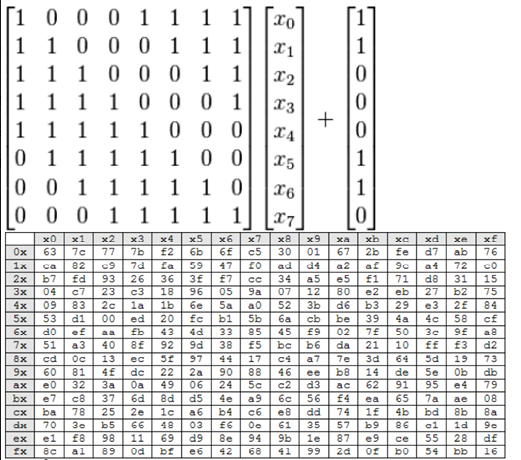 1 0 0 0 1 1 1 1 x₀ 1
1 1 0 0 0 1 1 1 x₁ 1
1 1 1 0 0 0 1 1 x₂ 0
1 1 1 1 0 0 0 1 x₃ + 0
1 1 1 1 1 0 0 0 x₄ 0
0 1 1 1 1 1 0 0 x₅ 1
0 0 1 1 1 1 1 0 x₆ 1
0 0 0 1 1 1 1 1 x₇ 0
x0 x1 x2 x3 x4 x5 x6 x7 x8 x9 xa xb xc xd xe xf
0x 63 7c 77 7b f2 6b 6f c5 30 01 67 2b fe d7 ab 76
1x ca 82 c9 7d fa 59 47 f0 ad d4 a2 af 9c a4 72 c0
2x b7 fd 93 26 36 3f f7 cc 34 a5 e5 f1 71 d8 31 15
3x 04 c7 23 c3 18 96 05 9a 07 12 80 e2 eb 27 b2 75
4x 09 83 2c 1a 1b 6e 5a a0 52 3b d6 b3 29 e3 2f 84
5x 53 d1 00 ed 20 fc b1 5b 6a cb be 39 4a 4c 58 cf
6x d0 ef aa fb 43 4d 33 85 45 f9 02 7f 50 3c 9f a8
7x 51 a3 40 8f 92 9d 38 f5 bc b6 da 21 10 ff f3 d2
8x cd 0c 13 ec 5f 97 44 17 c4 a7 7e 3d 64 5d 19 73
9x 60 81 4f dc 22 2a 90 88 46 ee b8 14 de 5e 0b db
ax e0 32 3a 0a 49 06 24 5c c2 d3 ac 62 91 95 e4 79
bx e7 c8 37 6d 8d d5 4e a9 6c 56 f4 ea 65 7a ae 08
cx ba 78 25 2e 1c a6 b4 c6 e8 dd 74 1f 4b bd 8b 8a
dx 70 3e b5 66 48 03 f6 0e 61 35 57 b9 86 c1 1d 9e
ex e1 f8 98 11 69 d9 8e 94 9b 1e 87 e9 ce 55 28 df
fx 8c a1 89 0d bf e6 42 68 41 99 2d 0f b0 54 bb 16